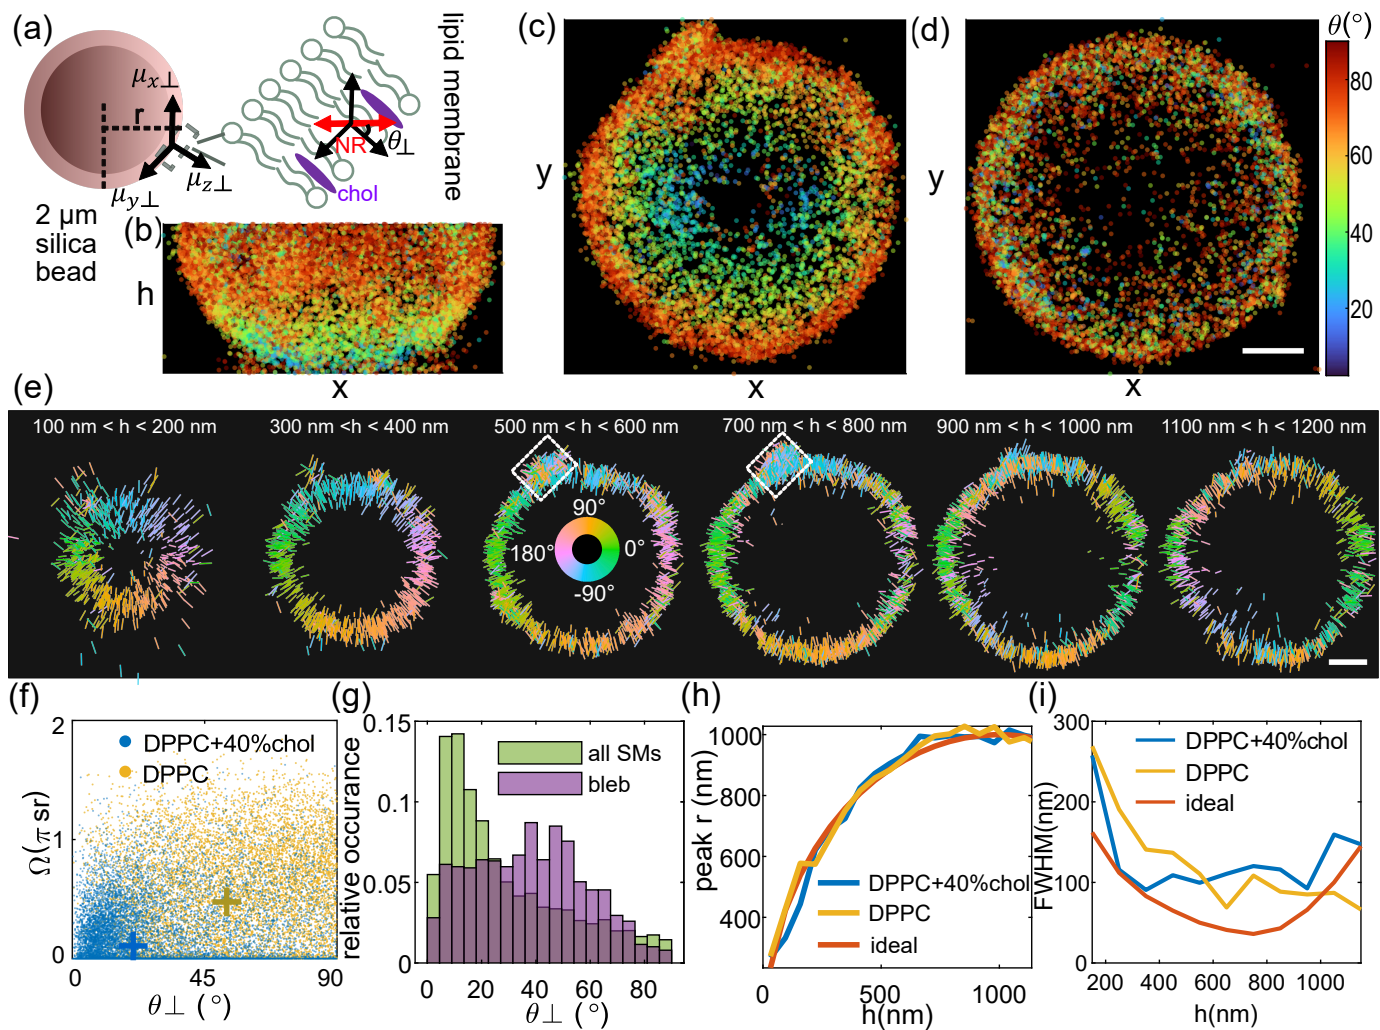 (a)
μx⊥
r
μy⊥
μz⊥
2 μm
silica
bead
NR
θ⊥
chol
lipid membrane
(b)
h
x
(c)
y
x
(d)
y
x
θ(°)
80
60
40
20
(e)
100 nm < h < 200 nm
300 nm <h < 400 nm
500 nm < h < 600 nm
700 nm < h < 800 nm
900 nm < h < 1000 nm
1100 nm < h < 1200 nm
90°
180°
0°
-90°
(f)
2
1
0
Ω(π sr)
DPPC+40%chol
DPPC
0
45
90
θ⊥ (°)
(g)
0.15
0.1
0.05
0
relative occurance
all SMs
bleb
0
20
40
60
80
θ⊥ (°)
(h)
1000
800
600
400
peak r (nm)
DPPC+40%chol
DPPC
ideal
0
500
1000
h(nm)
(i)
300
200
100
0
FWHM(nm)
DPPC+40%chol
DPPC
ideal
200
400
600
800
1000
h(nm)